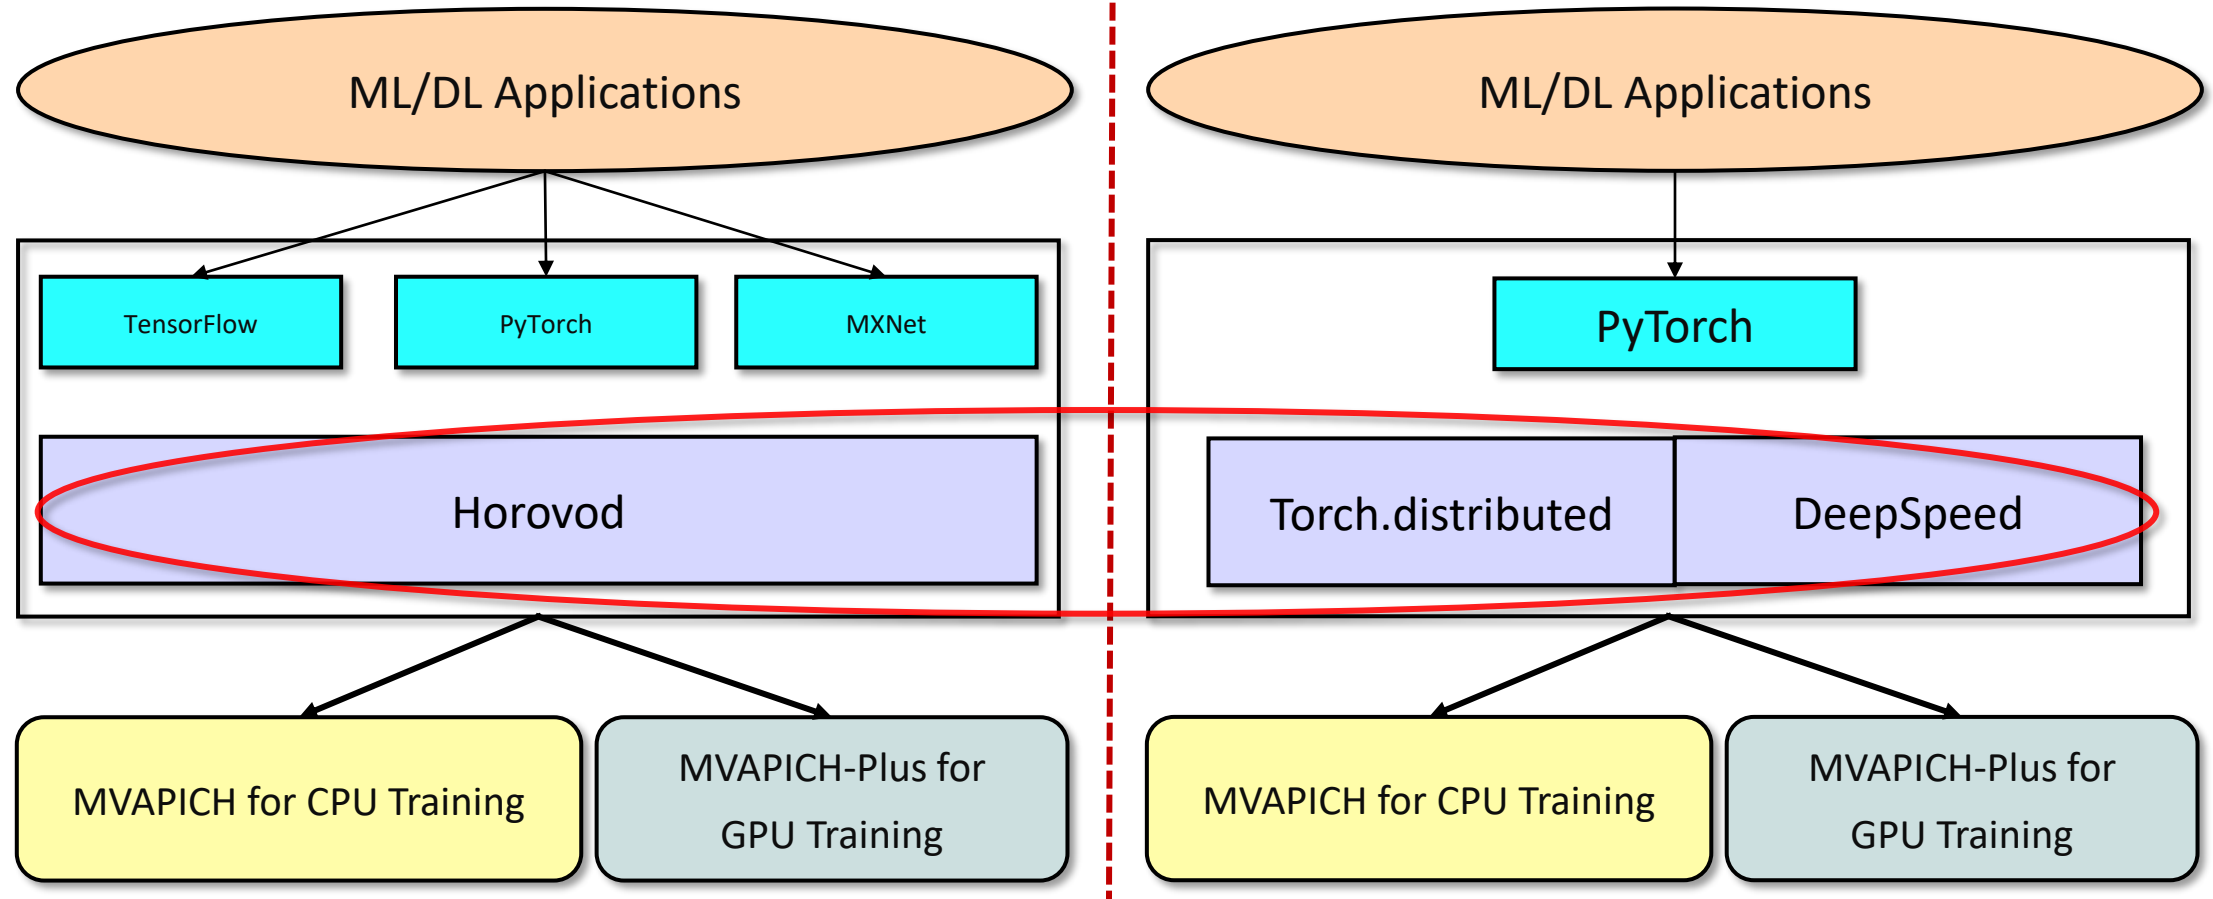 ML/DL Applications
TensorFlow
PyTorch
MXNet
Horovod
MVAPICH for CPU Training
MVAPICH-Plus for
GPU Training
ML/DL Applications
PyTorch
Torch.distributed
DeepSpeed
MVAPICH for CPU Training
MVAPICH-Plus for
GPU Training